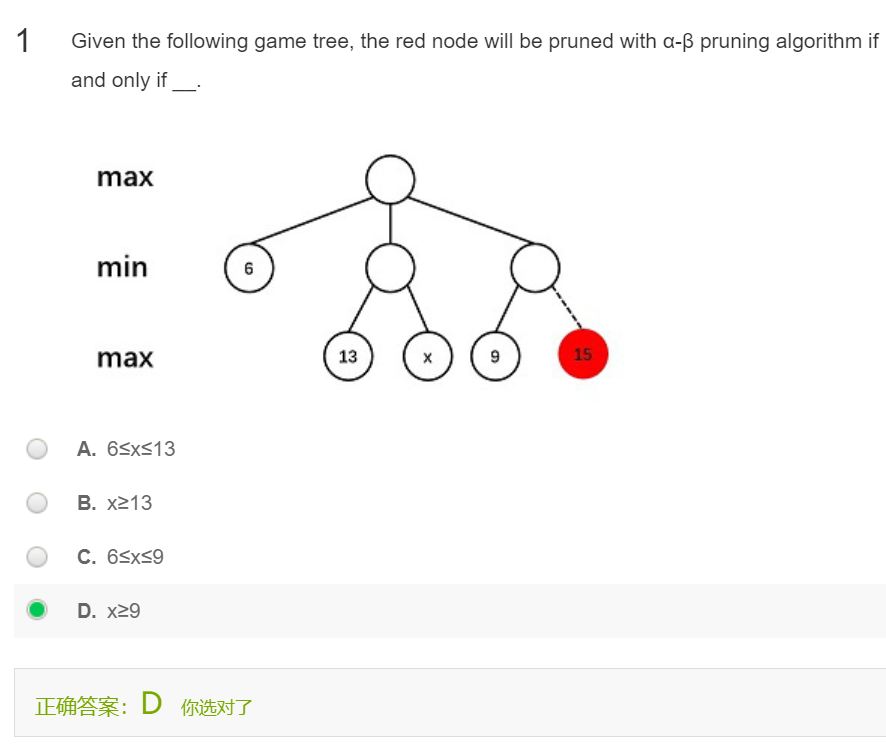 1 Given the following game tree, the red node will be pruned with α-β pruning algorithm if
and only if __.
max
min
6
max
13 x 9 15
A. 6≤x≤13
B. x≥13
C. 6≤x≤9
D. x≥9
正确答案: D 你选对了